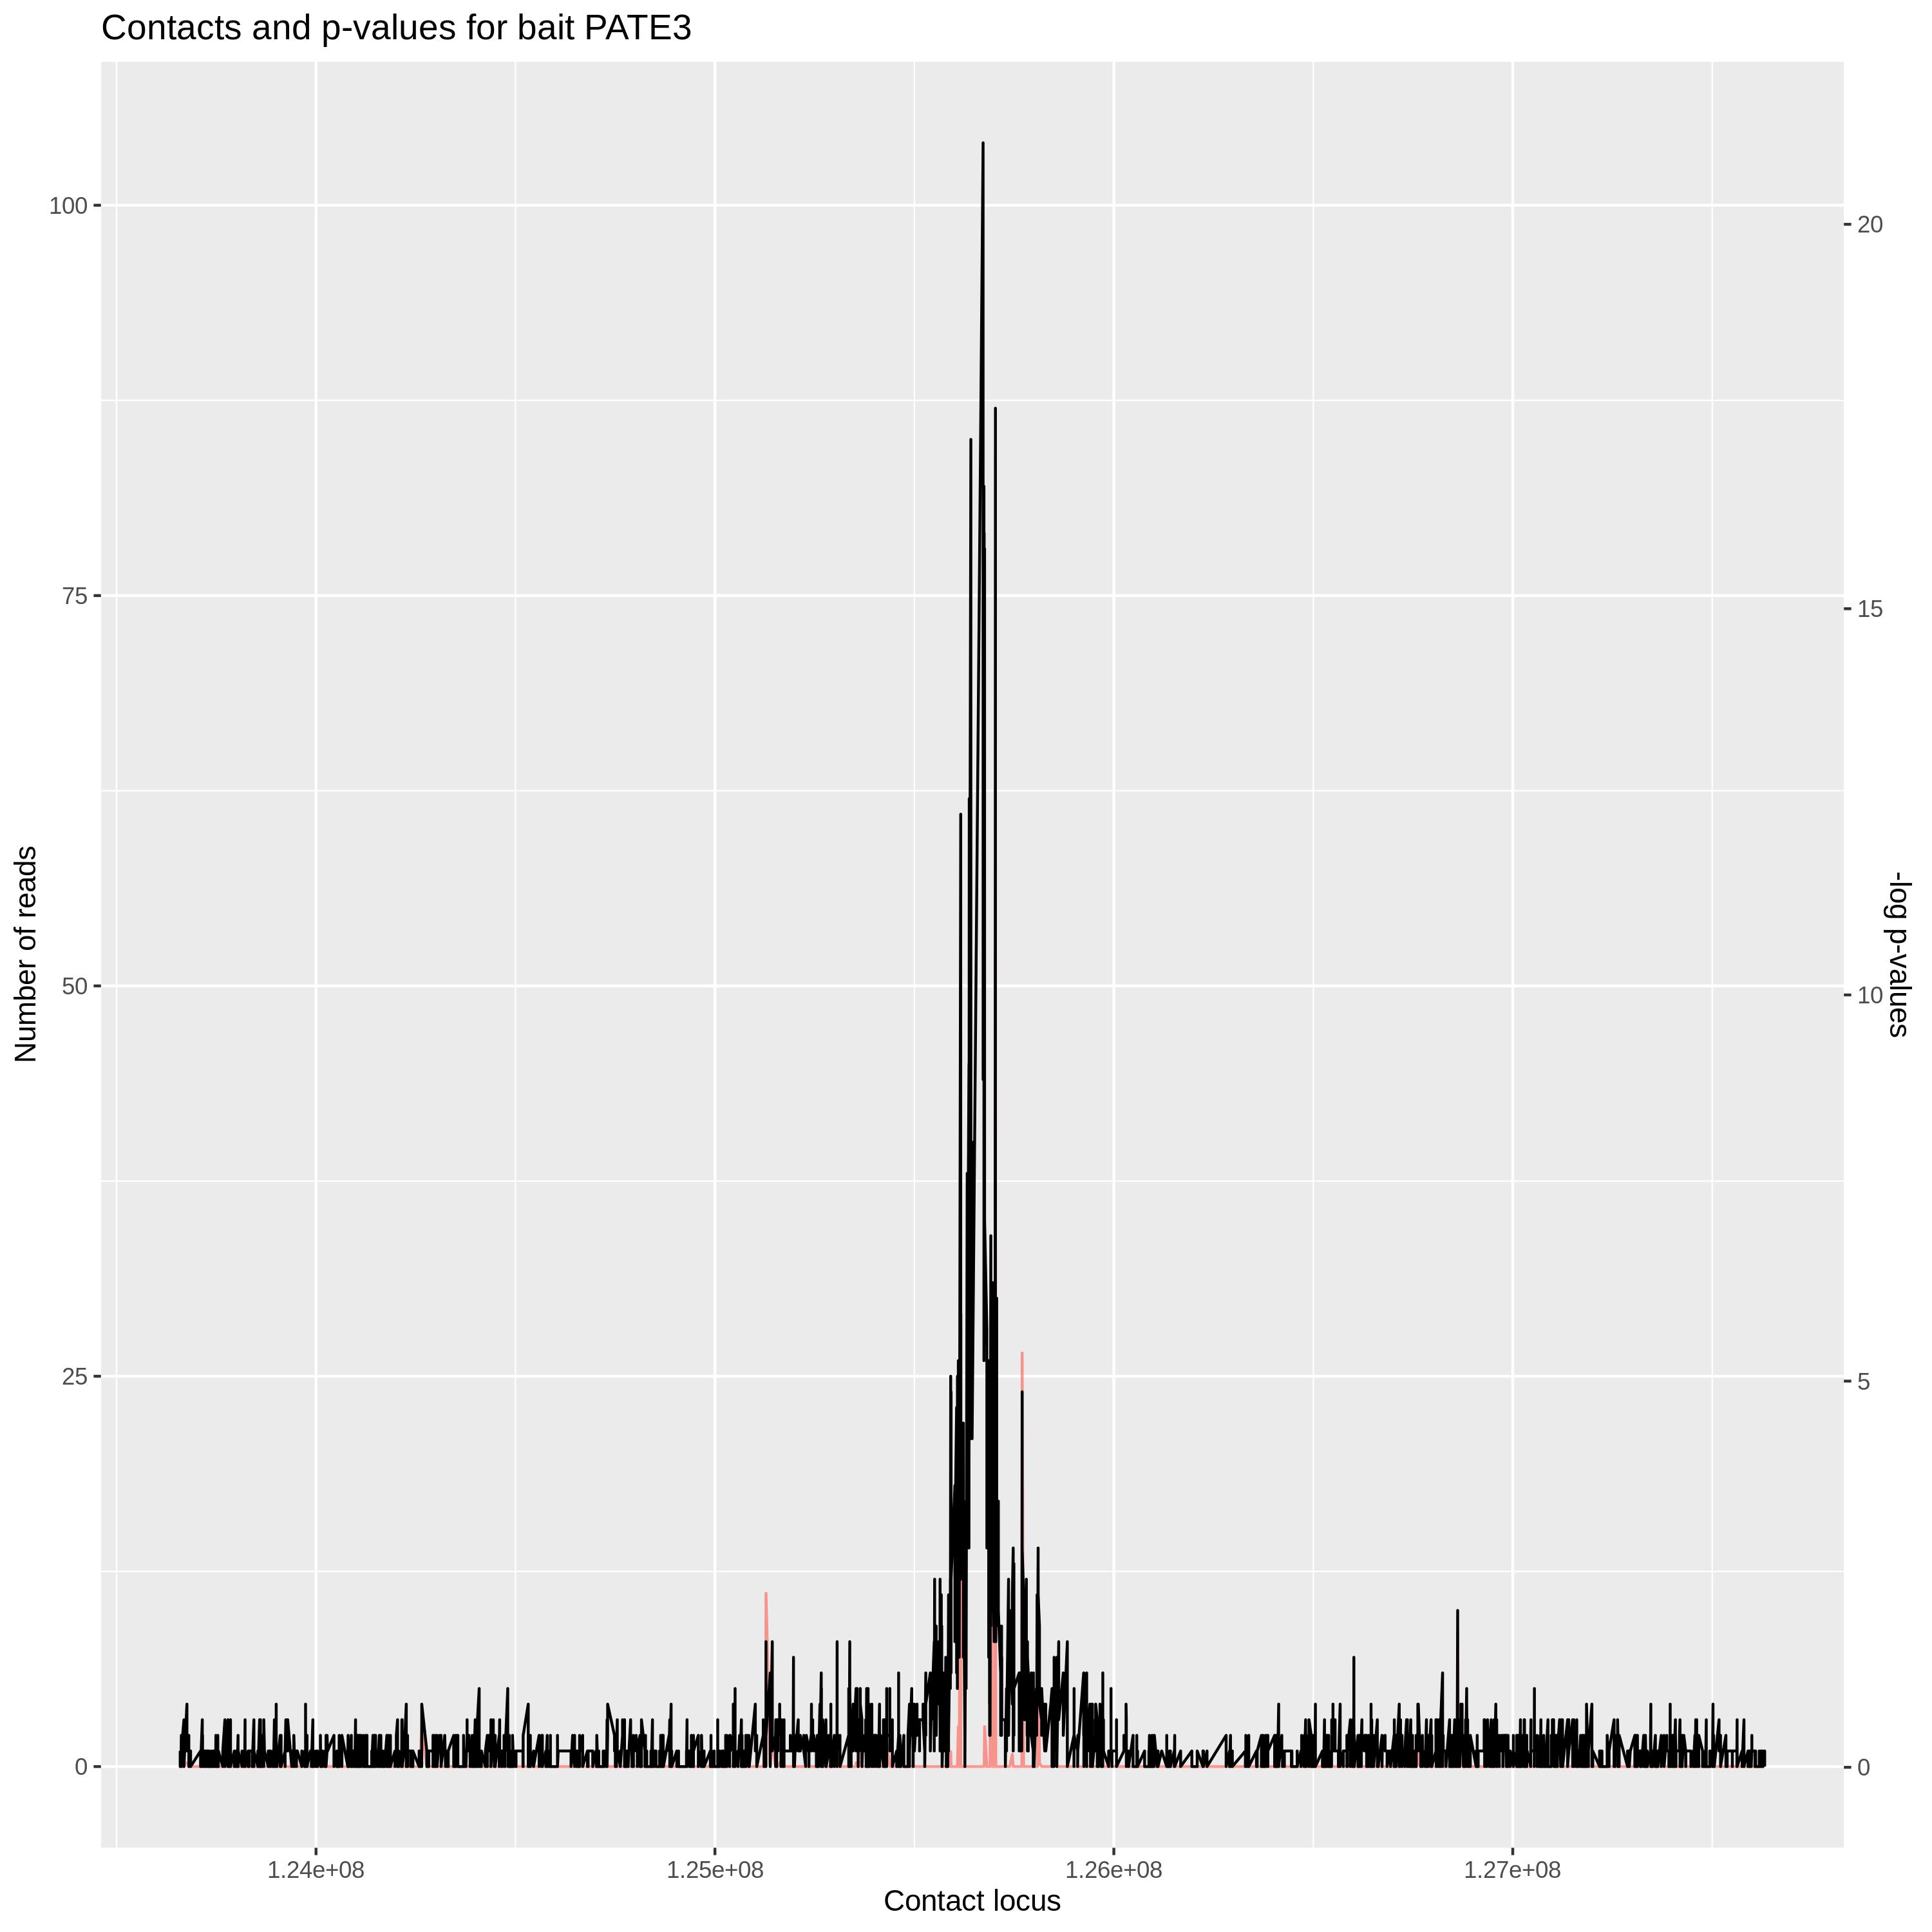 Contacts and p-values for bait PATE3
100
75
50
25
0
Number of reads
20
15
10
5
0
-log p-values
1.24e+08
1.25e+08
1.26e+08
1.27e+08
Contact locus